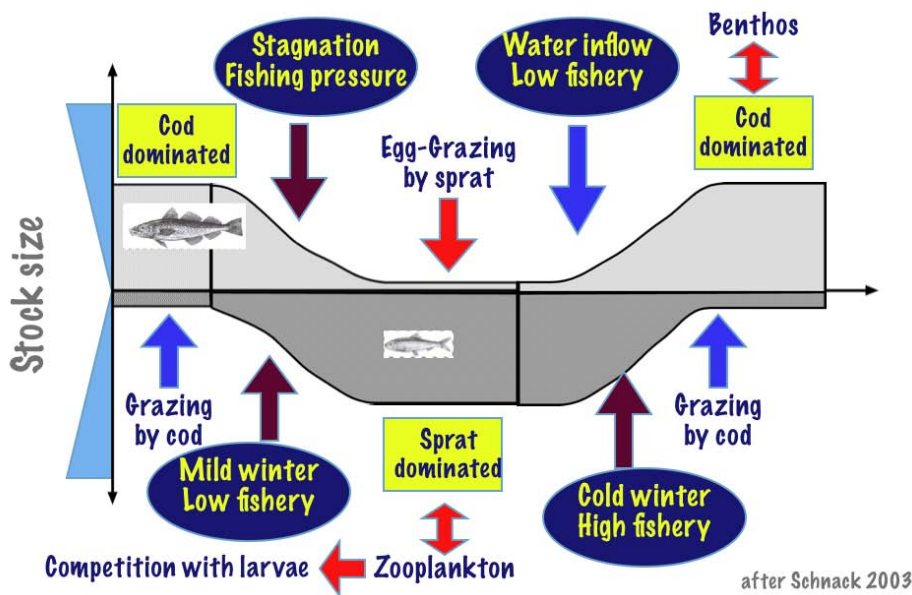 Stagnation
Fishing pressure
Water inflow
Low fishery
Benthos
Cod
dominated
Egg-Grazing
by sprat
Cod
dominated
Stock size
Grazing
by cod
Mild winter
Low fishery
Sprat
dominated
Cold winter
High fishery
Grazing
by cod
Competition with larvae
Zooplankton
after Schnack 2003